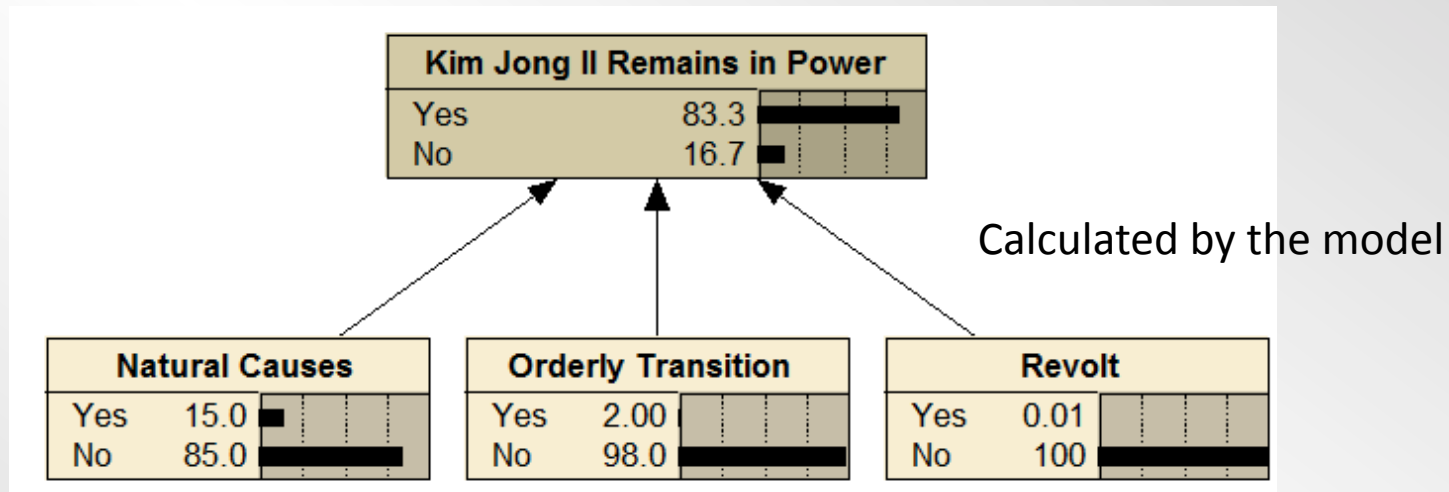 Kim Jong Il Remains in Power
Yes 83.3
No 16.7
Calculated by the model
Natural Causes
Yes 15.0
No 85.0
Orderly Transition
Yes 2.00
No 98.0
Revolt
Yes 0.01
No 100